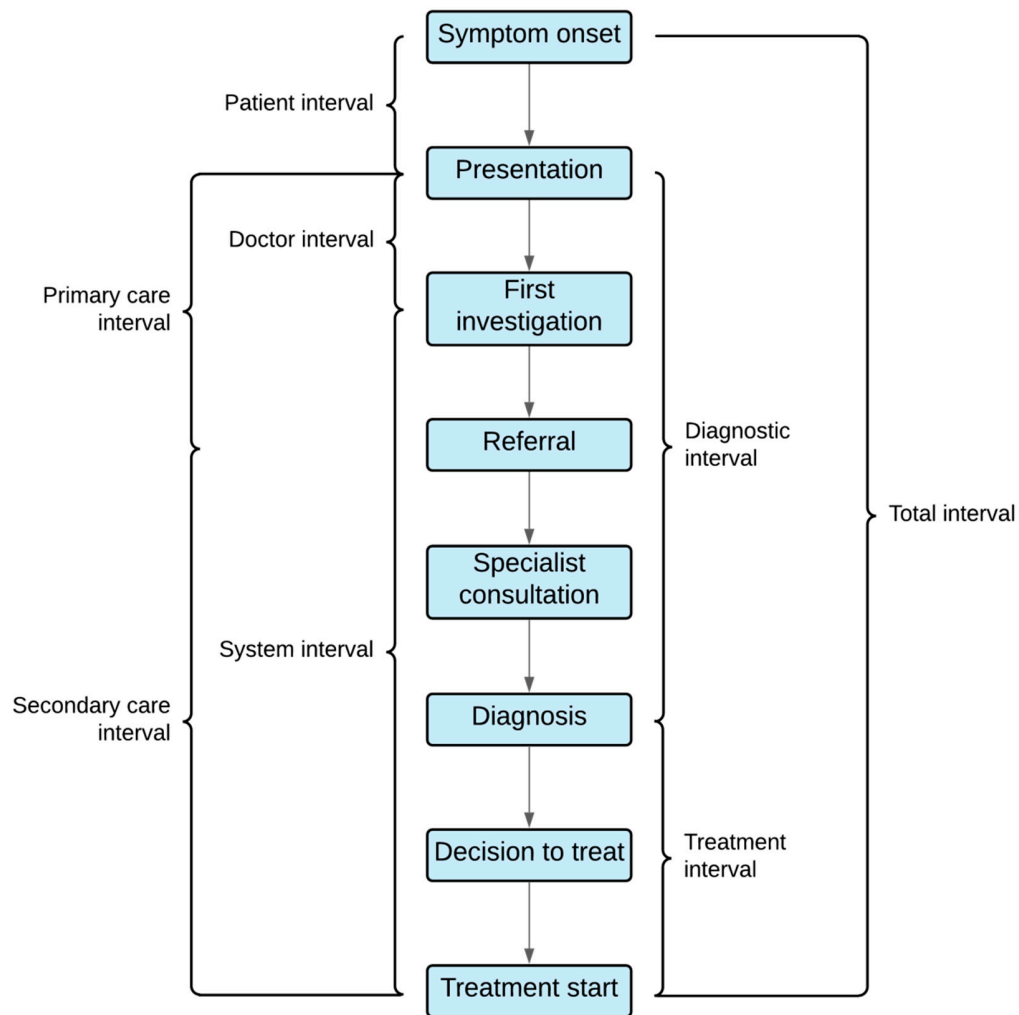 Symptom onset
Patient interval
Presentation
Doctor interval
Primary care
interval
First
investigation
Referral
Diagnostic
interval
Total interval
Specialist
consultation
System interval
Secondary care
interval
Diagnosis
Decision to treat
Treatment
interval
Treatment start